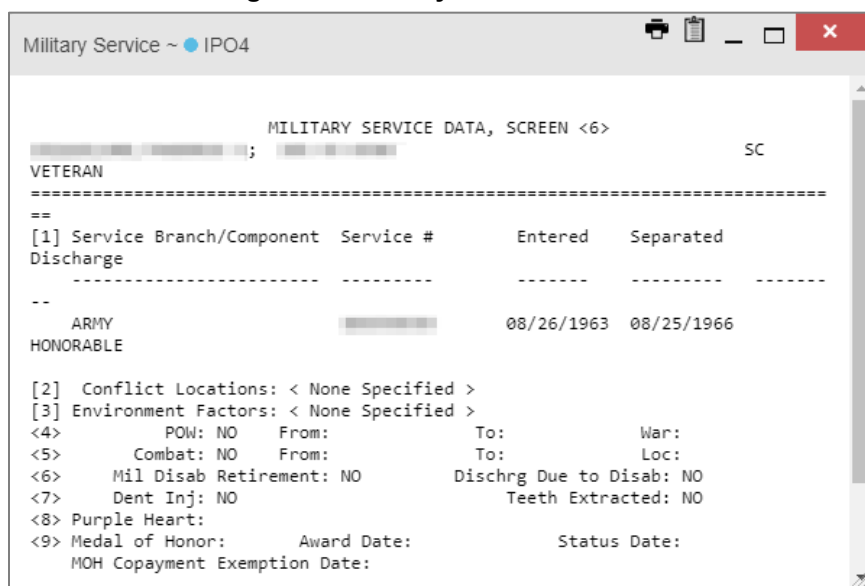 Military Service ~ IPO4
MILITARY SERVICE DATA, SCREEN <6>
; SC
VETERAN
===============================================================================
==
[1] Service Branch/Component Service # Entered Separated
Discharge
------------------------ --------- ------- --------- -------
--
ARMY 08/26/1963 08/25/1966
HONORABLE
[2] Conflict Locations: < None Specified >
[3] Environment Factors: < None Specified >
<4> POW: NO From: To: War:
<5> Combat: NO From: To: Loc:
<6> Mil Disab Retirement: NO Dischrg Due to Disab: NO
<7> Dent Inj: NO Teeth Extracted: NO
<8> Purple Heart:
<9> Medal of Honor: Award Date: Status Date:
MOH Copayment Exemption Date: